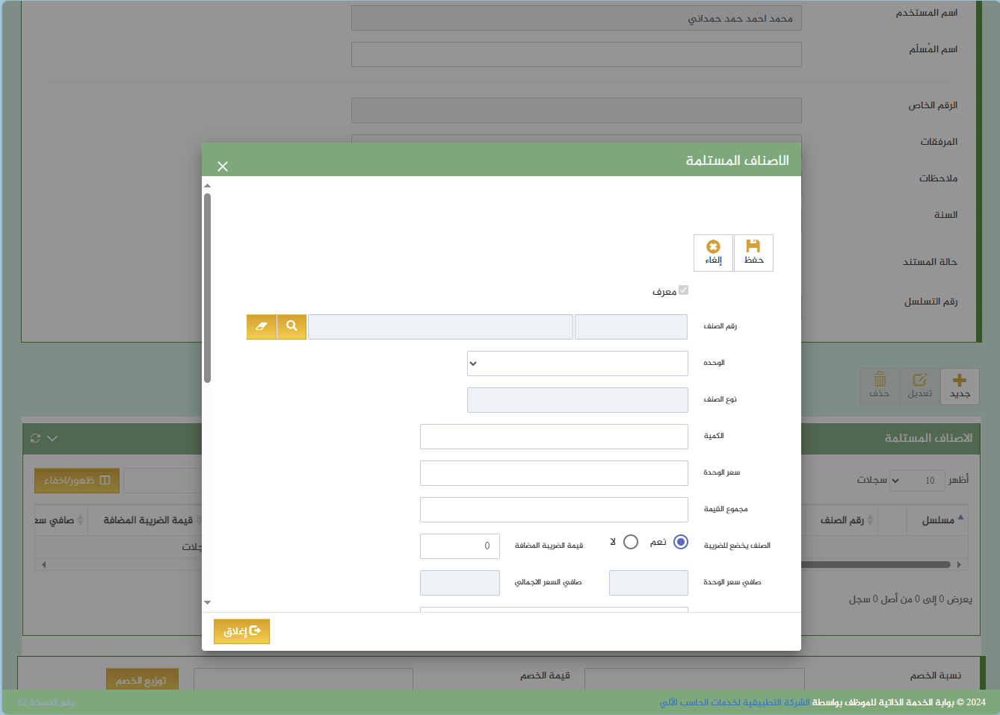 اسم المستخدم
محمد احمد حمد حمداني
اسم المُسلّم
الرقم الخاص
المرفقات
ملاحظات
السنة
حالة المستند
رقم التسلسل
الاصناف المستلمة
حفظ
إلغاء
معرف
رقم الصنف
الوحده
نوع الصنف
الكمية
سعر الوحدة
مجموع القيمة
الصنف يخضع للضريبة
نعم
لا
قيمة الضريبة المضافة
0
صافي سعر الوحدة
صافي السعر الاجمالي
إغلاق
جديد
تعديل
حذف
الاصناف المستلمة
أظهر 10 سجلات
ظهور/اخفاء
مسلسل
رقم الصنف
قيمة الضريبة المضافة
صافي سع
جلات
يعرض 0 إلى 0 من أصل 0 سجل
نسبة الخصم
قيمة الخصم
توزيع الخصم
2024 © بوابة الخدمة الذاتية للموظف بواسطة الشركة التطبيقية لخدمات الحاسب الآلي
رقم النسخة 62